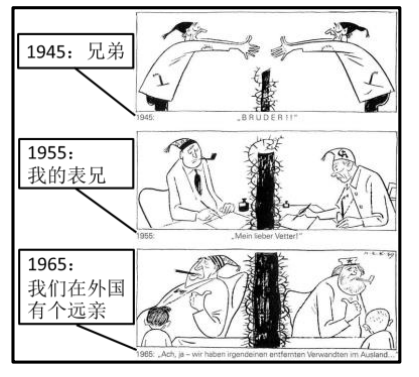 1945：兄弟
1945:
„BRUDER!!"
1955：
我的表兄
1955:
„Mein lieber Vetter!"
1965：
我们在外国
有个远亲
1965: „Ach, ja – wir haben irgendeinen entfernten Verwandten im Ausland..."